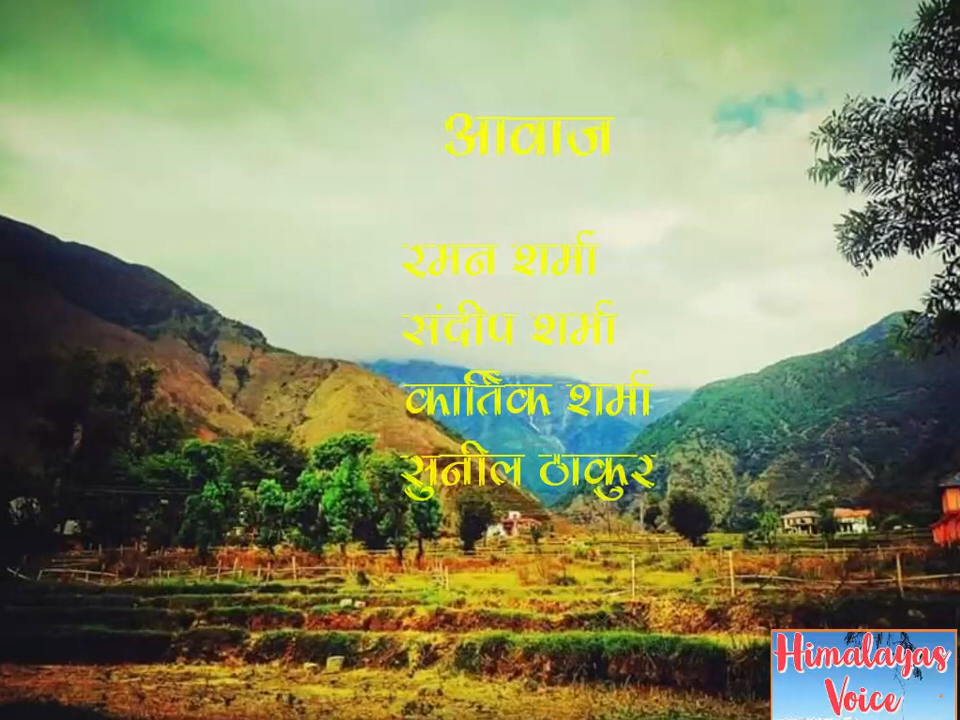 आवाज
रमन शर्मा
संदीप शर्मा
कार्तिक शर्मा
सुनील ठाकुर
Himalayas
Voice